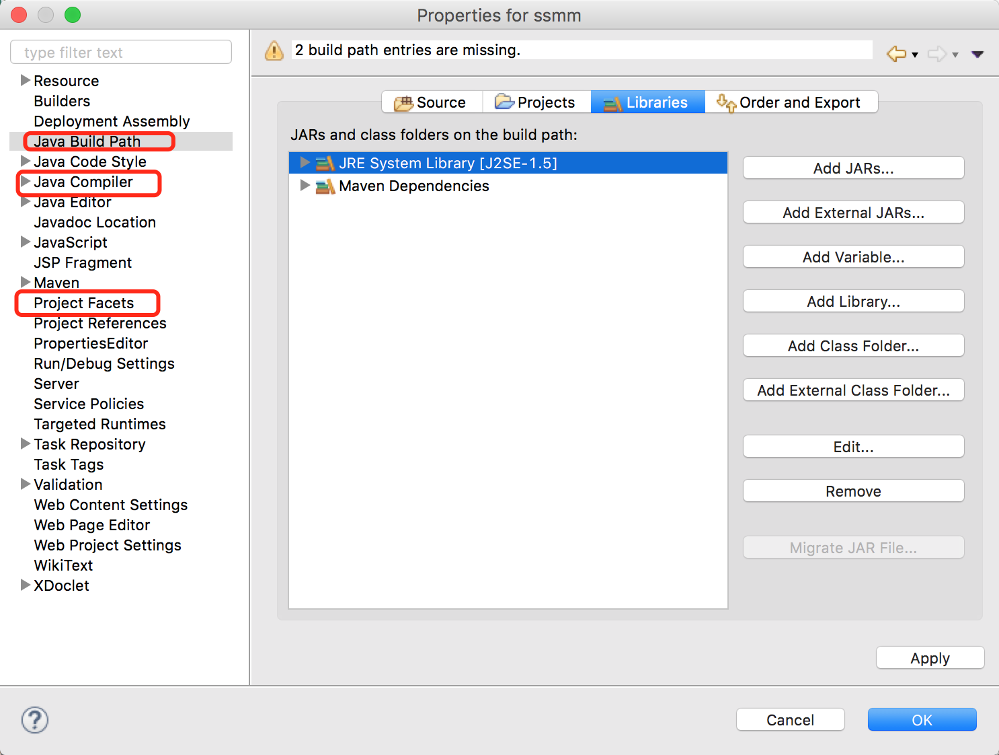 Properties for ssmm
type filter text
2 build path entries are missing.
Resource
Builders
Deployment Assembly
Java Build Path
Java Code Style
Java Compiler
Java Editor
Javadoc Location
JavaScript
JSP Fragment
Maven
Project Facets
Project References
PropertiesEditor
Run/Debug Settings
Server
Service Policies
Targeted Runtimes
Task Repository
Task Tags
Validation
Web Content Settings
Web Page Editor
Web Project Settings
WikiText
XDoclet
Source
Projects
Libraries
Order and Export
JARs and class folders on the build path:
JRE System Library [J2SE-1.5]
Maven Dependencies
Add JARs...
Add External JARs...
Add Variable...
Add Library...
Add Class Folder...
Add External Class Folder...
Edit...
Remove
Migrate JAR File...
Apply
?
Cancel
OK